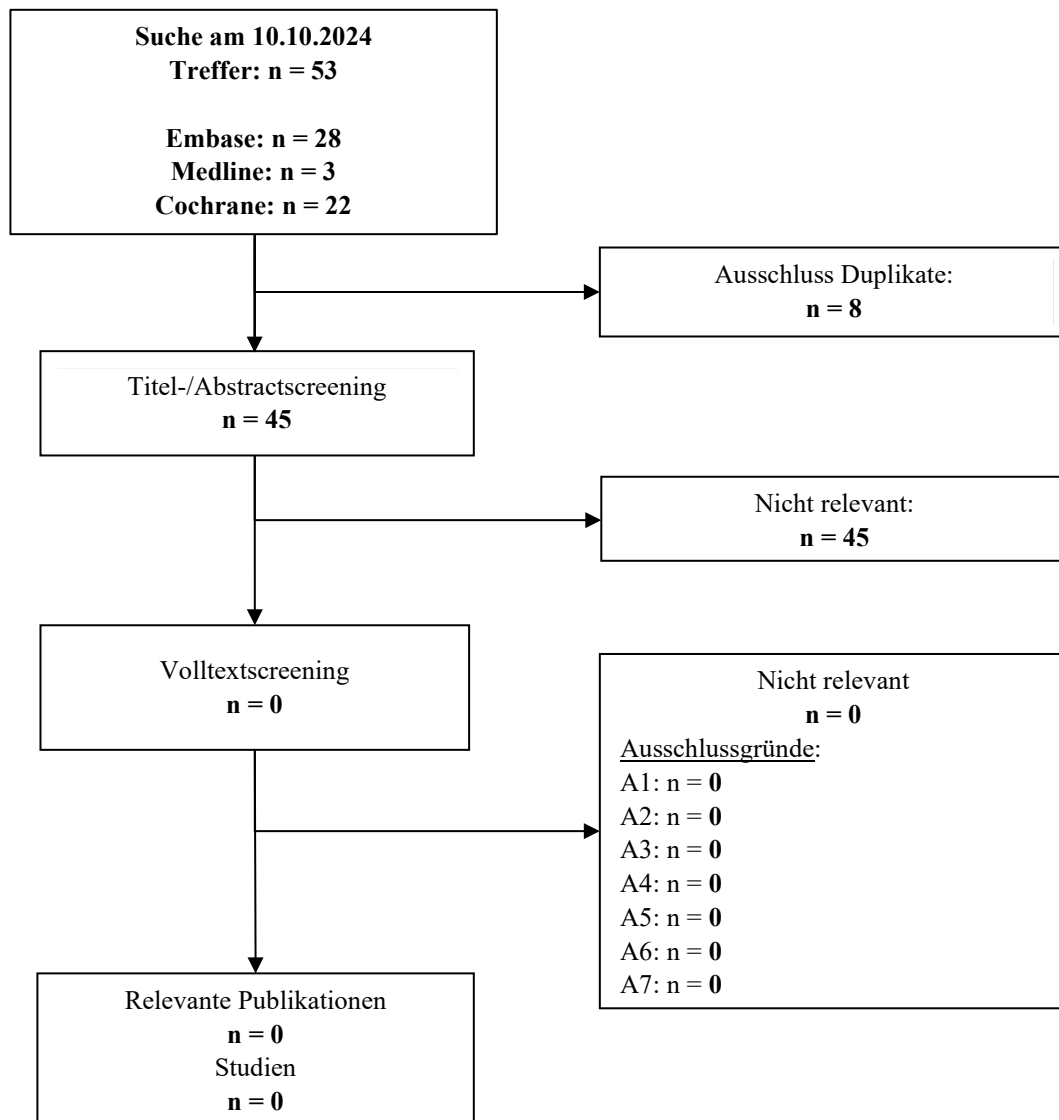 Suche am 10.10.2024
Treffer: n = 53
Embase: n = 28
Medline: n = 3
Cochrane: n = 22
Ausschluss Duplikate:
n = 8
Titel-/Abstractscreening
n = 45
Nicht relevant:
n = 45
Volltextscreening
n = 0
Nicht relevant
n = 0
Ausschlussgründe:
A1: n = 0
A2: n = 0
A3: n = 0
A4: n = 0
A5: n = 0
A6: n = 0
A7: n = 0
Relevante Publikationen
n = 0
Studien
n = 0